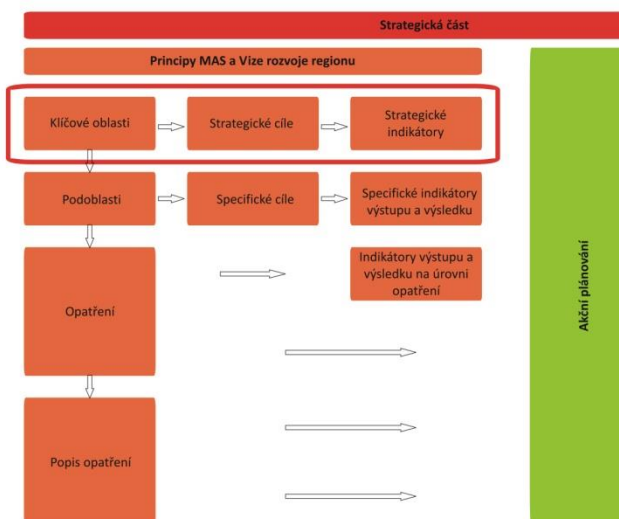 Strategická část
Principy MAS a Vize rozvoje regionu
Klíčové oblasti
Strategické cíle
Strategické
indikátory
Podoblasti
Specifické cíle
Specifické indikátory
výstupu a výsledku
Opatření
Indikátory výstupu a
výsledku na úrovni
opatření
Popis opatření
Akční plánování